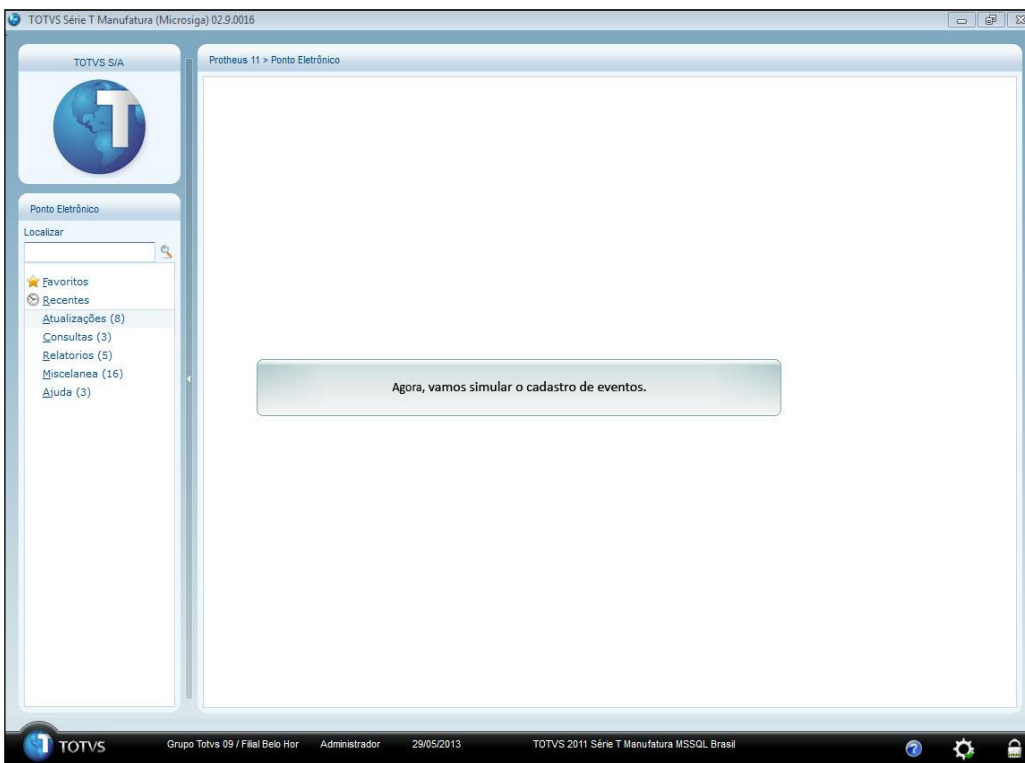 TOTVS Série T Manufatura (Microsiga) 02.9.0016
TOTVS S/A
T
Protheus 11 > Ponto Eletrônico
Ponto Eletrônico
Localizar
Favoritos
Recentes
Atualizações (8)
Consultas (3)
Relatorios (5)
Miscelanea (16)
Ajuda (3)
Agora, vamos simular o cadastro de eventos.
TOTVS
Grupo Totvs 09 / Filial Belo Hor
Administrador
29/05/2013
TOTVS 2011 Série T Manufatura MSSQL Brasil